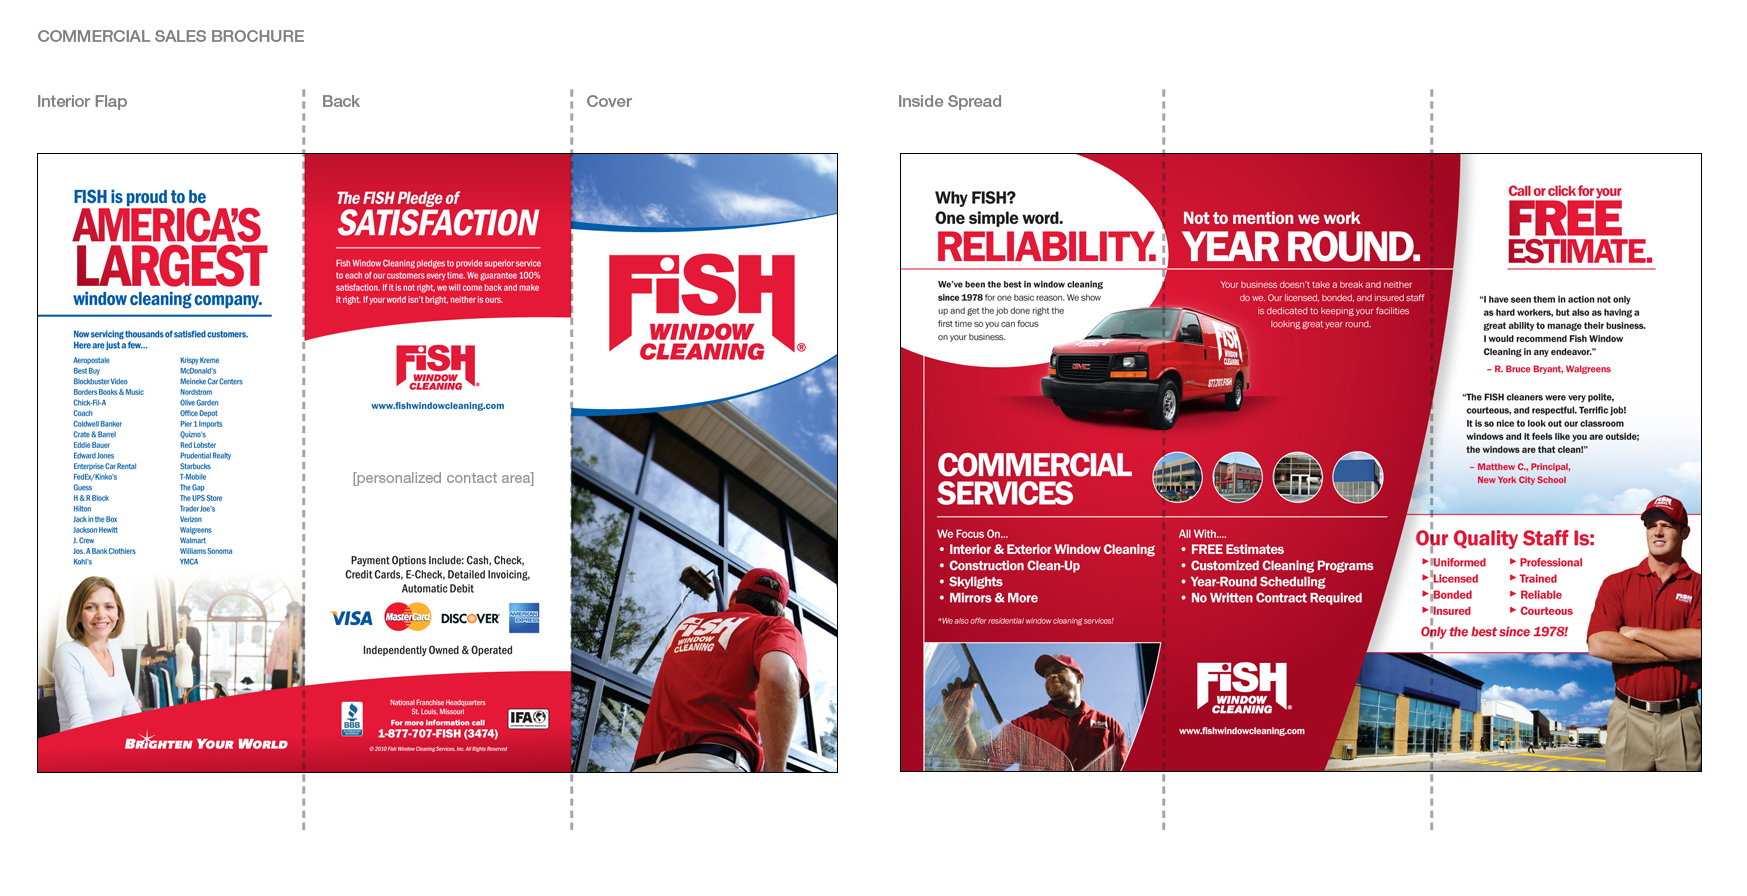 COMMERCIAL SALES BROCHURE
Interior Flap
Back
Cover
Inside Spread
FISH is proud to be
AMERICA'S
LARGEST
window cleaning company.
Now servicing thousands of satisfied customers.
Here are just a few...
Aeropostale
Best Buy
Blockbuster Video
Borders Books & Music
Chick-Fil-A
Coach
Coldwell Banker
Crate & Barrel
Eddie Bauer
Edward Jones
Enterprise Car Rental
FedEx/Kinko's
Guess
H & R Block
Hilton
Jack in the Box
Jackson Hewitt
J. Crew
Jos. A Bank Clothiers
Kohl's
Krispy Kreme
McDonald's
Meineke Car Centers
Nordstrom
Olive Garden
Office Depot
Pier 1 Imports
Quizno's
Red Lobster
Prudential Realty
Starbucks
T-Mobile
The Gap
The UPS Store
Trader Joe's
Verizon
Walgreens
Walmart
Williams Sonoma
YMCA
BRIGHTEN YOUR WORLD
The FISH Pledge of
SATISFACTION
Fish Window Cleaning pledges to provide superior service
to each of our customers every time. We guarantee 100%
satisfaction. If it is not right, we will come back and make
it right. If your world isn't bright, neither is ours.
FiSH
WINDOW
CLEANING®
www.fishwindowcleaning.com
[personalized contact area]
Payment Options Include: Cash, Check,
Credit Cards, E-Check, Detailed Invoicing,
Automatic Debit
VISA MasterCard DISCOVER AMERICAN EXPRESS
Independently Owned & Operated
BBB
National Franchise Headquarters
St. Louis, Missouri
For more information call
1-877-707-FISH (3474)
© 2010 Fish Window Cleaning Services, Inc. All Rights Reserved
IFA
FiSH
WINDOW
CLEANING®
FiSH
WINDOW
CLEANING
Why FISH?
One simple word.
RELIABILITY.
We've been the best in window cleaning
since 1978 for one basic reason. We show
up and get the job done right the
first time so you can focus
on your business.
Not to mention we work
YEAR ROUND.
Your business doesn't take a break and neither
do we. Our licensed, bonded, and insured staff
is dedicated to keeping your facilities
looking great year round.
FiSH
WINDOW
CLEANING
GMC
877.707.FISH
COMMERCIAL
SERVICES
We Focus On...
• Interior & Exterior Window Cleaning
• Construction Clean-Up
• Skylights
• Mirrors & More
*We also offer residential window cleaning services!
All With....
• FREE Estimates
• Customized Cleaning Programs
• Year-Round Scheduling
• No Written Contract Required
FiSH
WINDOW
CLEANING®
www.fishwindowcleaning.com
Call or click for your
FREE
ESTIMATE.
"I have seen them in action not only
as hard workers, but also as having a
great ability to manage their business.
I would recommend Fish Window
Cleaning in any endeavor."
– R. Bruce Bryant, Walgreens
"The FISH cleaners were very polite,
courteous, and respectful. Terrific job!
It is so nice to look out our classroom
windows and it feels like you are outside;
the windows are that clean!"
– Matthew C., Principal,
New York City School
Our Quality Staff Is:
Uniformed
Licensed
Bonded
Insured
Professional
Trained
Reliable
Courteous
Only the best since 1978!